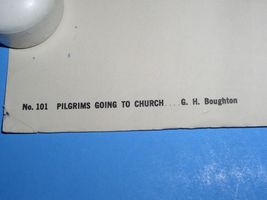 No. 101 PILGRIMS GOING TO CHURCH .... G. H. Boughton